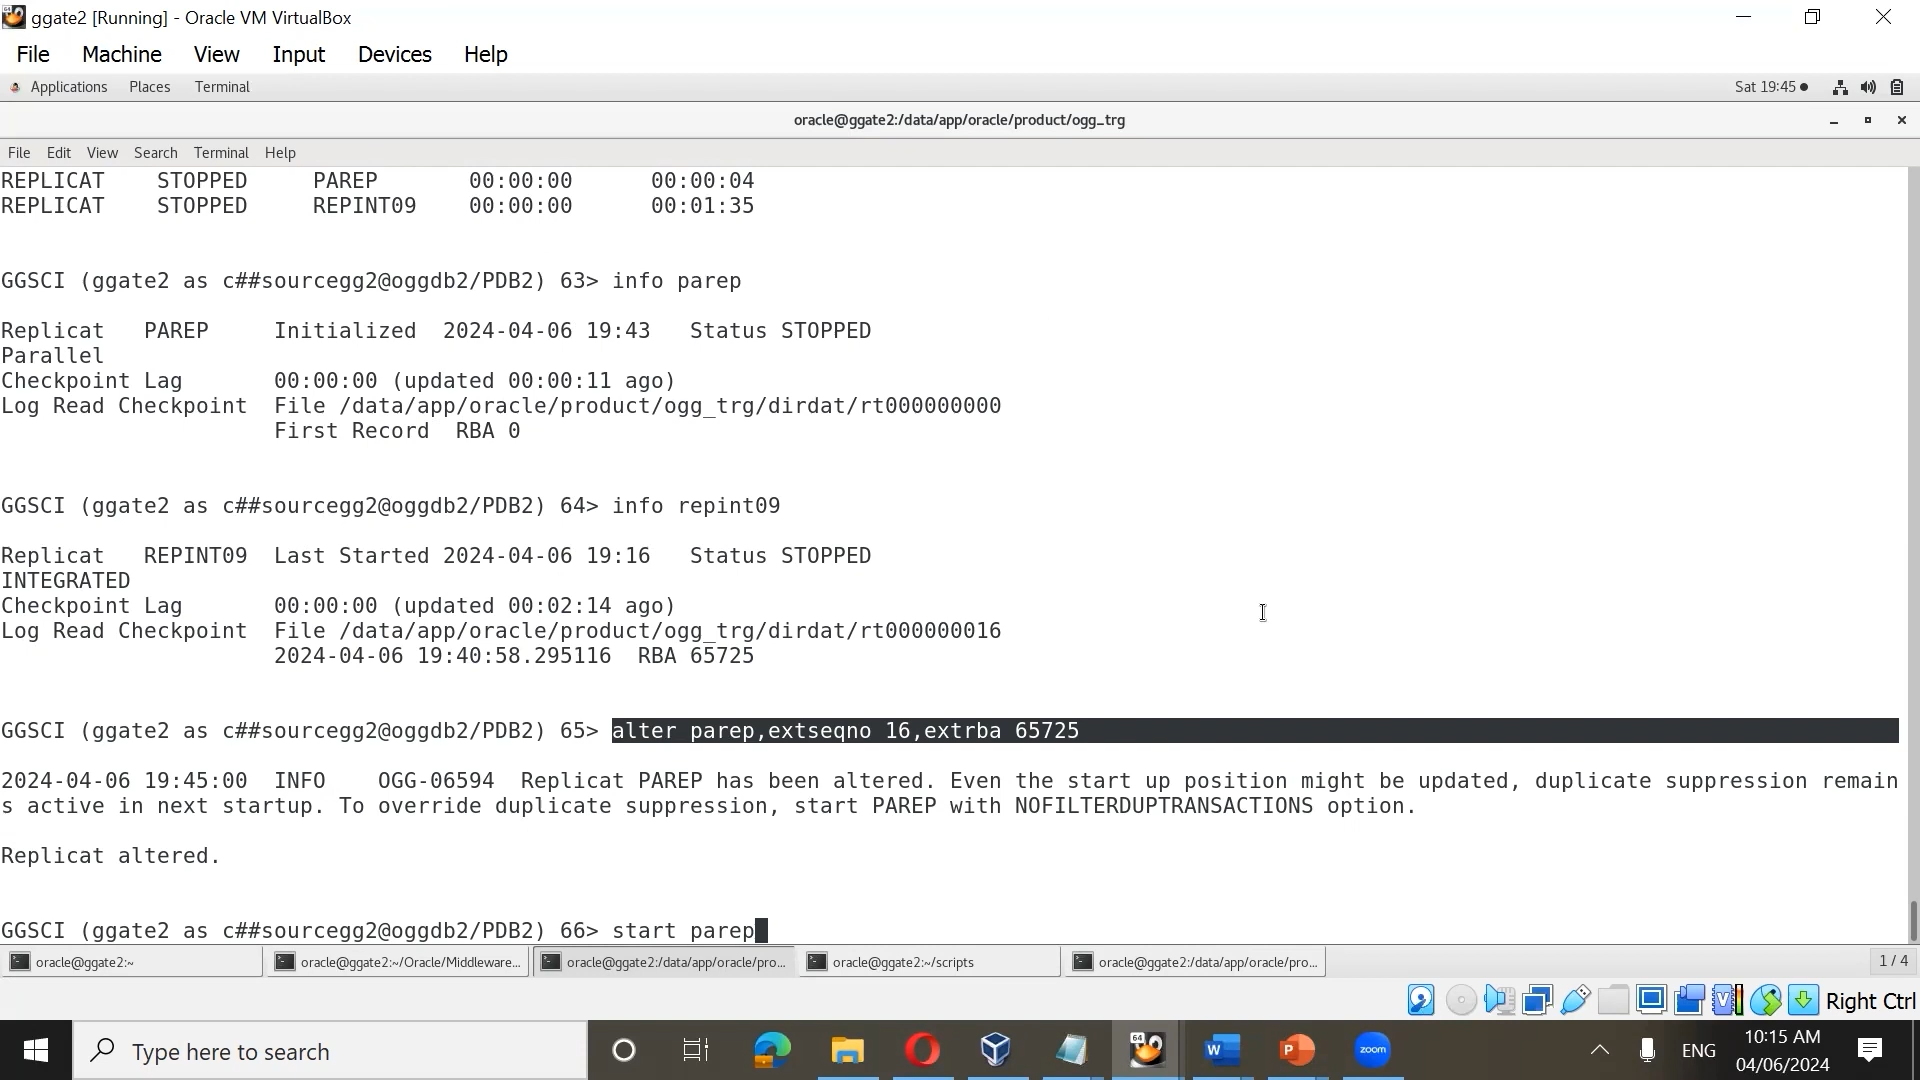 ggate2 [Running] - Oracle VM VirtualBox
File Machine View Input Devices Help
Applications Places Terminal Sat 19:45
oracle@ggate2:/data/app/oracle/product/ogg_trg
File Edit View Search Terminal Help
REPLICAT STOPPED PAREP 00:00:00 00:00:04
REPLICAT STOPPED REPINT09 00:00:00 00:01:35
GGSCI (ggate2 as c##sourcegg2@oggdb2/PDB2) 63> info parep
Replicat PAREP Initialized 2024-04-06 19:43 Status STOPPED
Parallel
Checkpoint Lag 00:00:00 (updated 00:00:11 ago)
Log Read Checkpoint File /data/app/oracle/product/ogg_trg/dirdat/rt000000000
First Record RBA 0
GGSCI (ggate2 as c##sourcegg2@oggdb2/PDB2) 64> info repint09
Replicat REPINT09 Last Started 2024-04-06 19:16 Status STOPPED
INTEGRATED
Checkpoint Lag 00:00:00 (updated 00:02:14 ago)
Log Read Checkpoint File /data/app/oracle/product/ogg_trg/dirdat/rt000000016
2024-04-06 19:40:58.295116 RBA 65725
GGSCI (ggate2 as c##sourcegg2@oggdb2/PDB2) 65> alter parep,extseqno 16,extrba 65725
2024-04-06 19:45:00 INFO OGG-06594 Replicat PAREP has been altered. Even the start up position might be updated, duplicate suppression remain
s active in next startup. To override duplicate suppression, start PAREP with NOFILTERDUPTRANSACTIONS option.
Replicat altered.
GGSCI (ggate2 as c##sourcegg2@oggdb2/PDB2) 66> start parep
oracle@ggate2:~ oracle@ggate2:~/Oracle/Middleware... oracle@ggate2:/data/app/oracle/pro... oracle@ggate2:~/scripts oracle@ggate2:/data/app/oracle/pro... 1 / 4
Right Ctrl
Type here to search zoom ENG 10:15 AM
04/06/2024